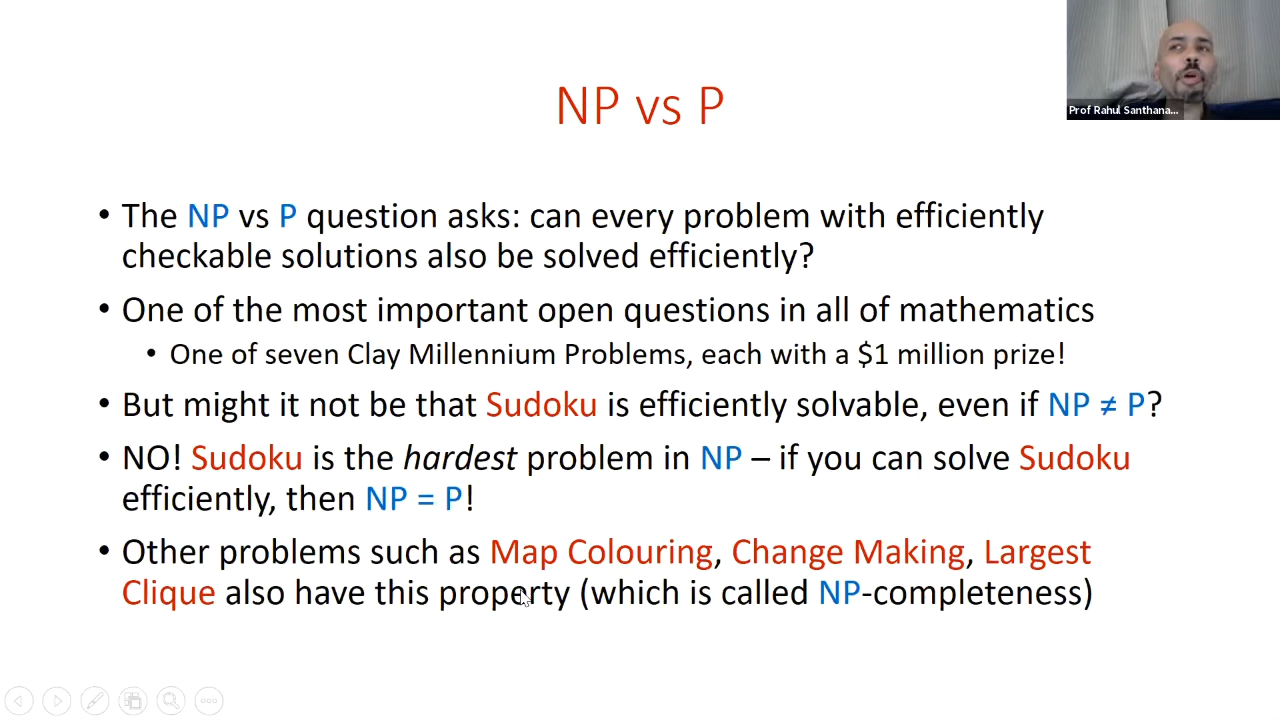 Prof Rahul Santhana...
NP vs P
• The NP vs P question asks: can every problem with efficiently
checkable solutions also be solved efficiently?
• One of the most important open questions in all of mathematics
• One of seven Clay Millennium Problems, each with a $1 million prize!
• But might it not be that Sudoku is efficiently solvable, even if NP ≠ P?
• NO! Sudoku is the hardest problem in NP – if you can solve Sudoku
efficiently, then NP = P!
• Other problems such as Map Colouring, Change Making, Largest
Clique also have this property (which is called NP-completeness)